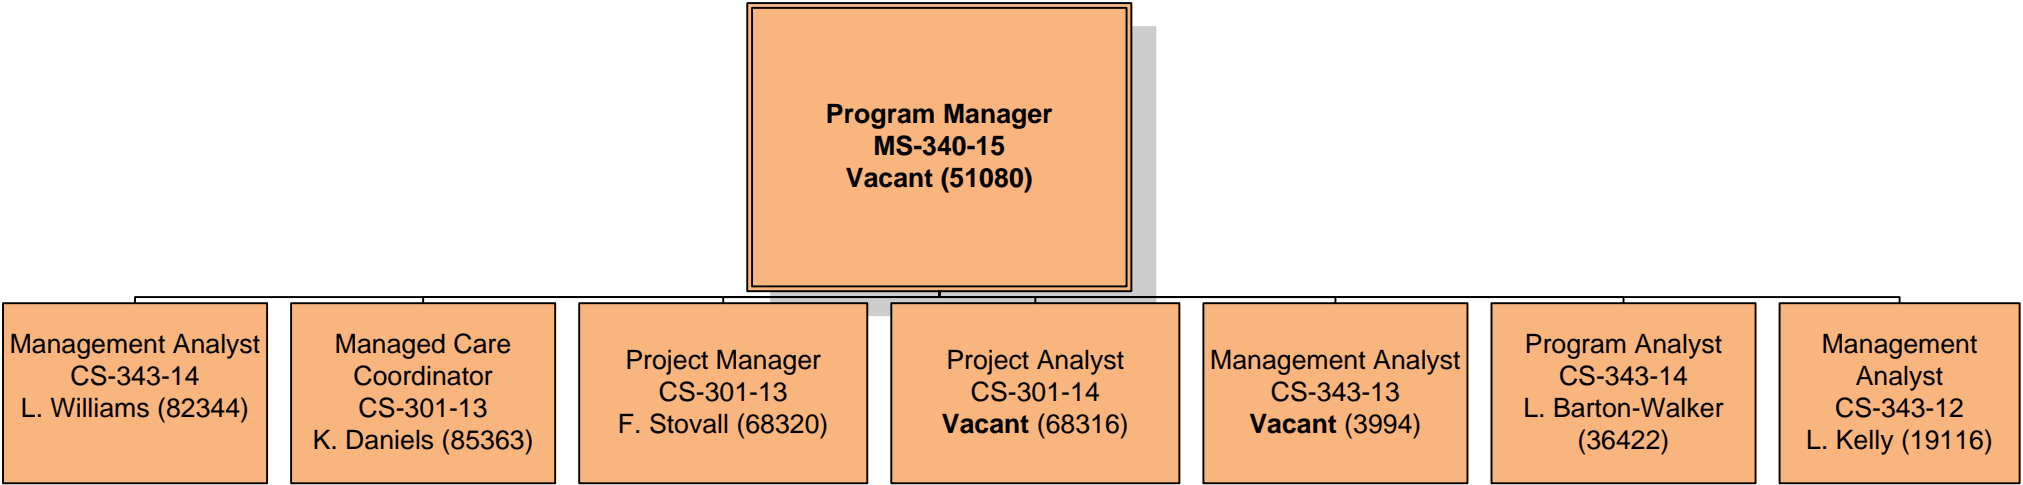 Program Manager
MS-340-15
Vacant (51080)
Management Analyst
CS-343-14
L. Williams (82344)
Managed Care
Coordinator
CS-301-13
K. Daniels (85363)
Project Manager
CS-301-13
F. Stovall (68320)
Project Analyst
CS-301-14
Vacant (68316)
Management Analyst
CS-343-13
Vacant (3994)
Program Analyst
CS-343-14
L. Barton-Walker
(36422)
Management
Analyst
CS-343-12
L. Kelly (19116)